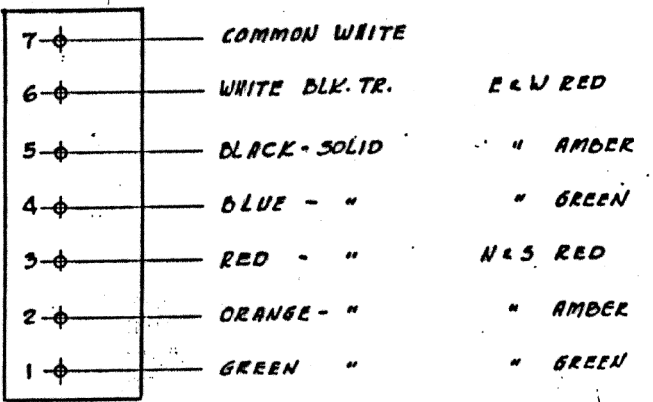 7 COMMON WHITE
6 WHITE BLK. TR. E & W RED
5 BLACK - SOLID " AMBER
4 BLUE - " " GREEN
3 RED - " N & S RED
2 ORANGE - " " AMBER
1 GREEN " " GREEN